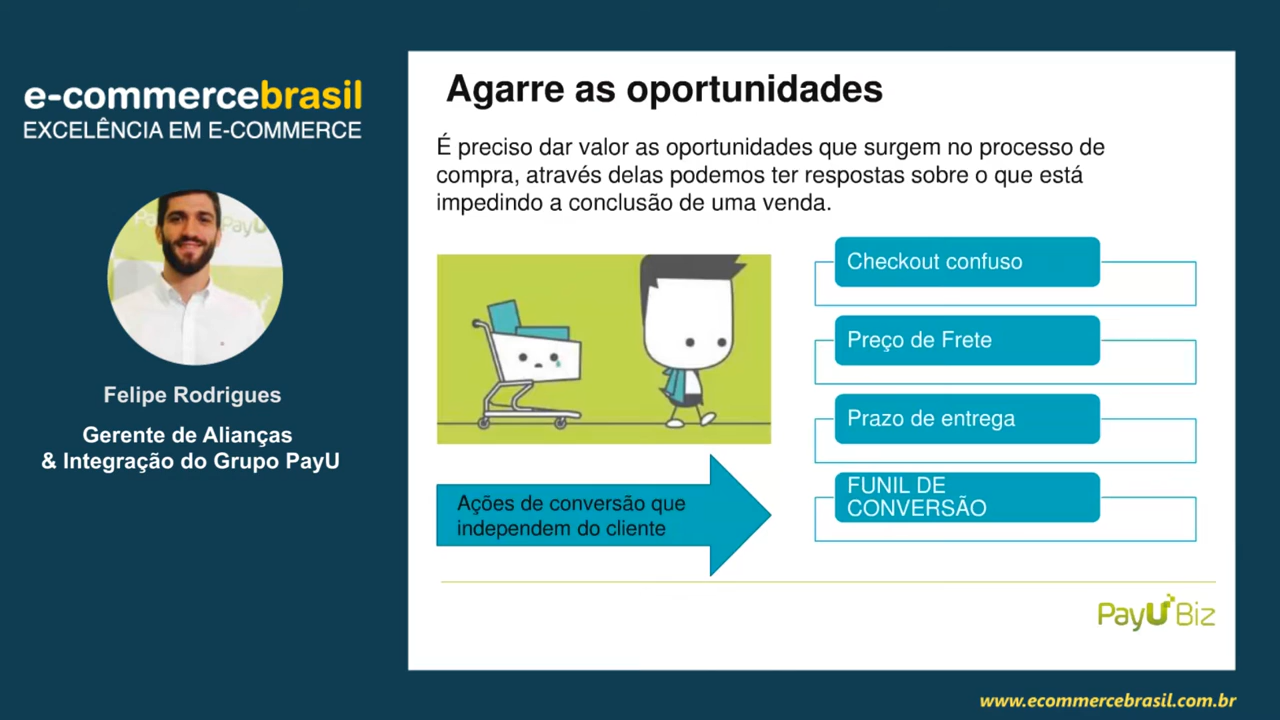 e-commercebrasil
EXCELÊNCIA EM E-COMMERCE
PayU
Felipe Rodrigues
Gerente de Alianças
& Integração do Grupo PayU
Agarre as oportunidades
É preciso dar valor as oportunidades que surgem no processo de
compra, através delas podemos ter respostas sobre o que está
impedindo a conclusão de uma venda.
Checkout confuso
Preço de Frete
Prazo de entrega
FUNIL DE
CONVERSÃO
Ações de conversão que
independem do cliente
PayU Biz
www.ecommercebrasil.com.br